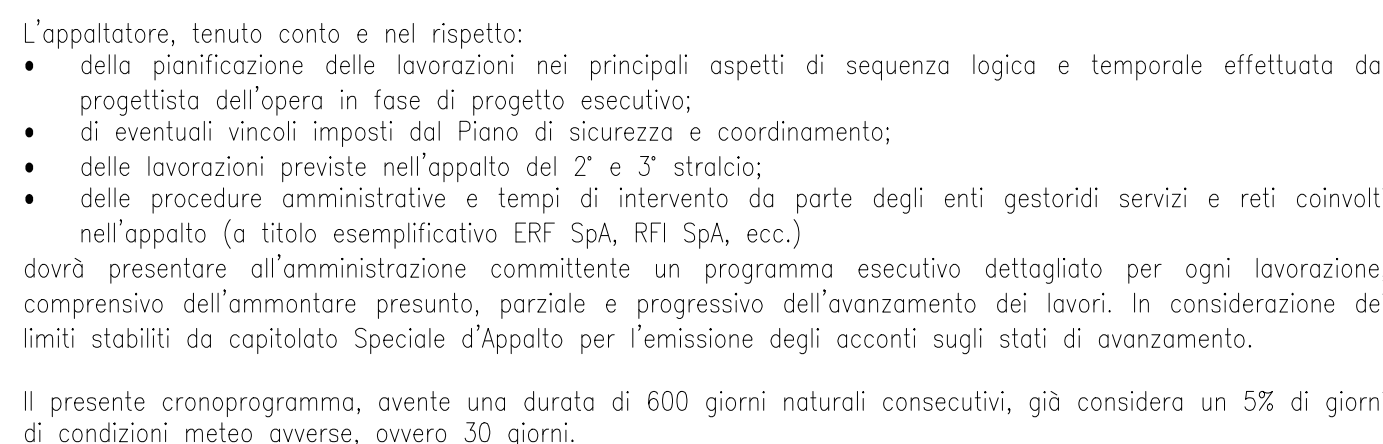 L'appaltatore, tenuto conto e nel rispetto:
• della pianificazione delle lavorazioni nei principali aspetti di sequenza logica e temporale effettuata da
progettista dell'opera in fase di progetto esecutivo;
• di eventuali vincoli imposti dal Piano di sicurezza e coordinamento;
• delle lavorazioni previste nell'appalto del 2° e 3° stralcio;
• delle procedure amministrative e tempi di intervento da parte degli enti gestoridi servizi e reti coinvolt
nell'appalto (a titolo esemplificativo ERF SpA, RFI SpA, ecc.)
dovrà presentare all'amministrazione committente un programma esecutivo dettagliato per ogni lavorazione
comprensivo dell'ammontare presunto, parziale e progressivo dell'avanzamento dei lavori. In considerazione de
limiti stabiliti da capitolato Speciale d'Appalto per l'emissione degli acconti sugli stati di avanzamento.
Il presente cronoprogramma, avente una durata di 600 giorni naturali consecutivi, già considera un 5% di giorn
di condizioni meteo avverse, ovvero 30 giorni.